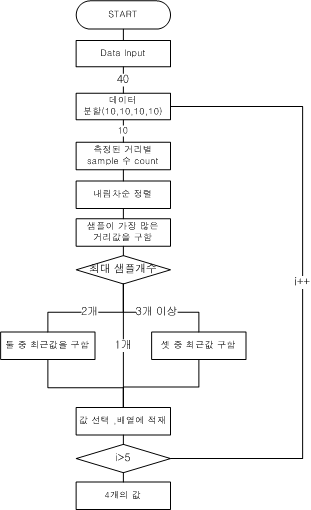 START
Data Input
40
데이터
분할(10,10,10,10)
10
측정된 거리별
sample 수 count
내림차순 정렬
샘플이 가장 많은
거리값을 구함
최대 샘플개수
i++
2개
3개 이상
둘 중 최근값을 구함
1개
셋 중 최근값 구함
값 선택 ,배열에 적재
i>5
4개의 값